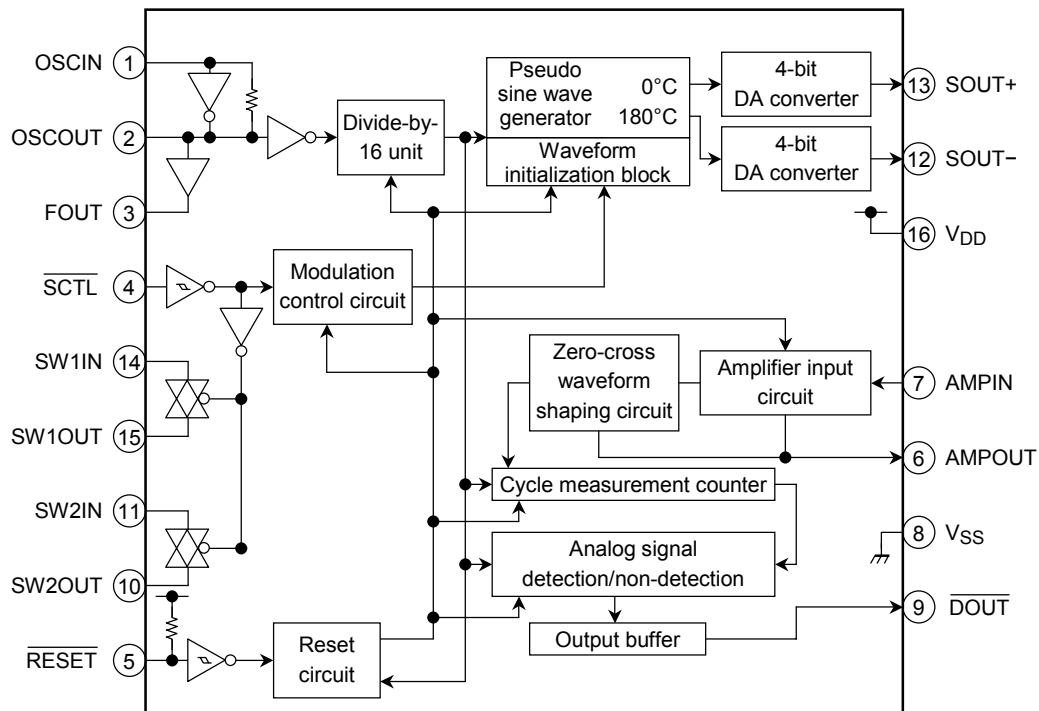 OSCIN 1
OSCOUT 2
FOUT 3
SCTL 4
SW1IN 14
SW1OUT 15
SW2IN 11
SW2OUT 10
RESET 5
Divide-by-
16 unit
Pseudo
sine wave
generator
0°C
180°C
Waveform
initialization block
4-bit
DA converter
4-bit
DA converter
13 SOUT+
12 SOUT−
16 VDD
Modulation
control circuit
Zero-cross
waveform
shaping circuit
Amplifier input
circuit
7 AMPIN
6 AMPOUT
Cycle measurement counter
8 VSS
Analog signal
detection/non-detection
9 DOUT
Output buffer
Reset
circuit